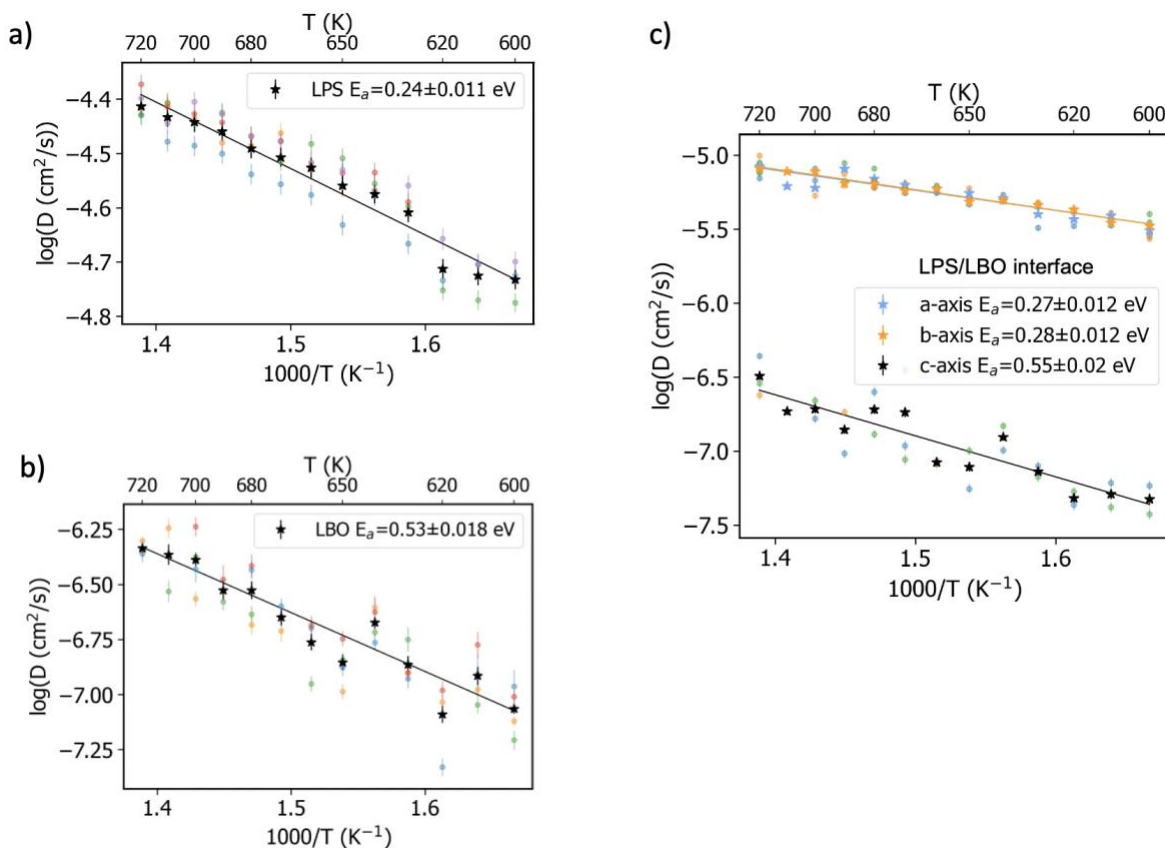 a)
T (K)
720 700 680 650 620 600
LPS Eₐ=0.24±0.011 eV
log(D (cm²/s))
−4.4
−4.5
−4.6
−4.7
−4.8
1.4 1.5 1.6
1000/T (K⁻¹)
b)
T (K)
720 700 680 650 620 600
LBO Eₐ=0.53±0.018 eV
log(D (cm²/s))
−6.25
−6.50
−6.75
−7.00
−7.25
1.4 1.5 1.6
1000/T (K⁻¹)
c)
T (K)
720 700 680 650 620 600
log(D (cm²/s))
−5.0
−5.5
−6.0
−6.5
−7.0
−7.5
LPS/LBO interface
a-axis Eₐ=0.27±0.012 eV
b-axis Eₐ=0.28±0.012 eV
c-axis Eₐ=0.55±0.02 eV
1.4 1.5 1.6
1000/T (K⁻¹)